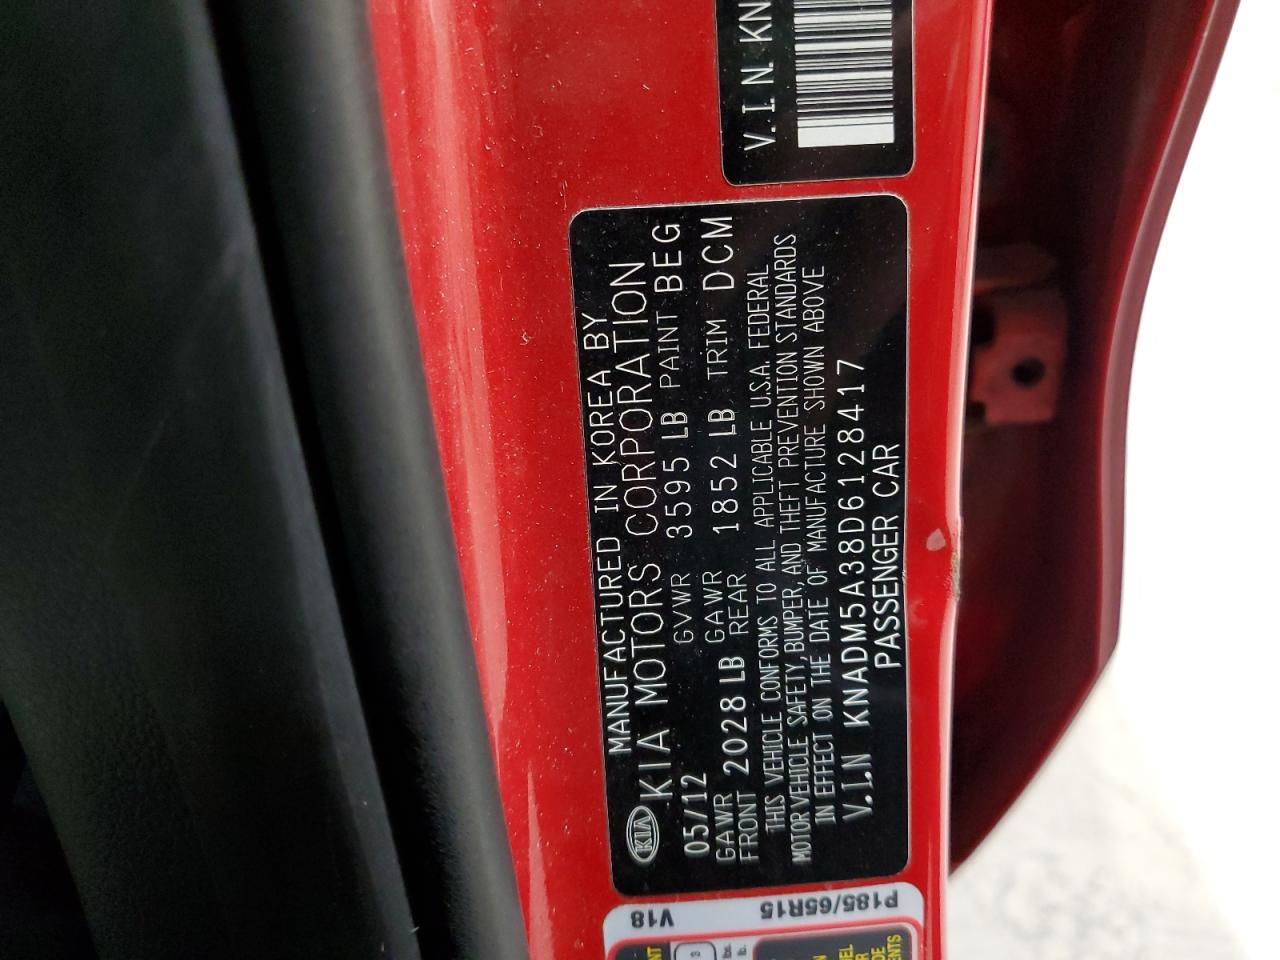 V.I.N. KN
MANUFACTURED IN KOREA BY
KIA KIA MOTORS CORPORATION
05/12 GVWR 3595 LB PAINT BEG
GAWR FRONT 2028 LB GAWR REAR 1852 LB TRIM DCM
THIS VEHICLE CONFORMS TO ALL APPLICABLE U.S.A. FEDERAL
MOTOR VEHICLE SAFETY, BUMPER, AND THEFT PREVENTION STANDARDS
IN EFFECT ON THE DATE OF MANUFACTURE SHOWN ABOVE
V.I.N KNADM5A38D6128417
PASSENGER CAR
P185/65R15
V18